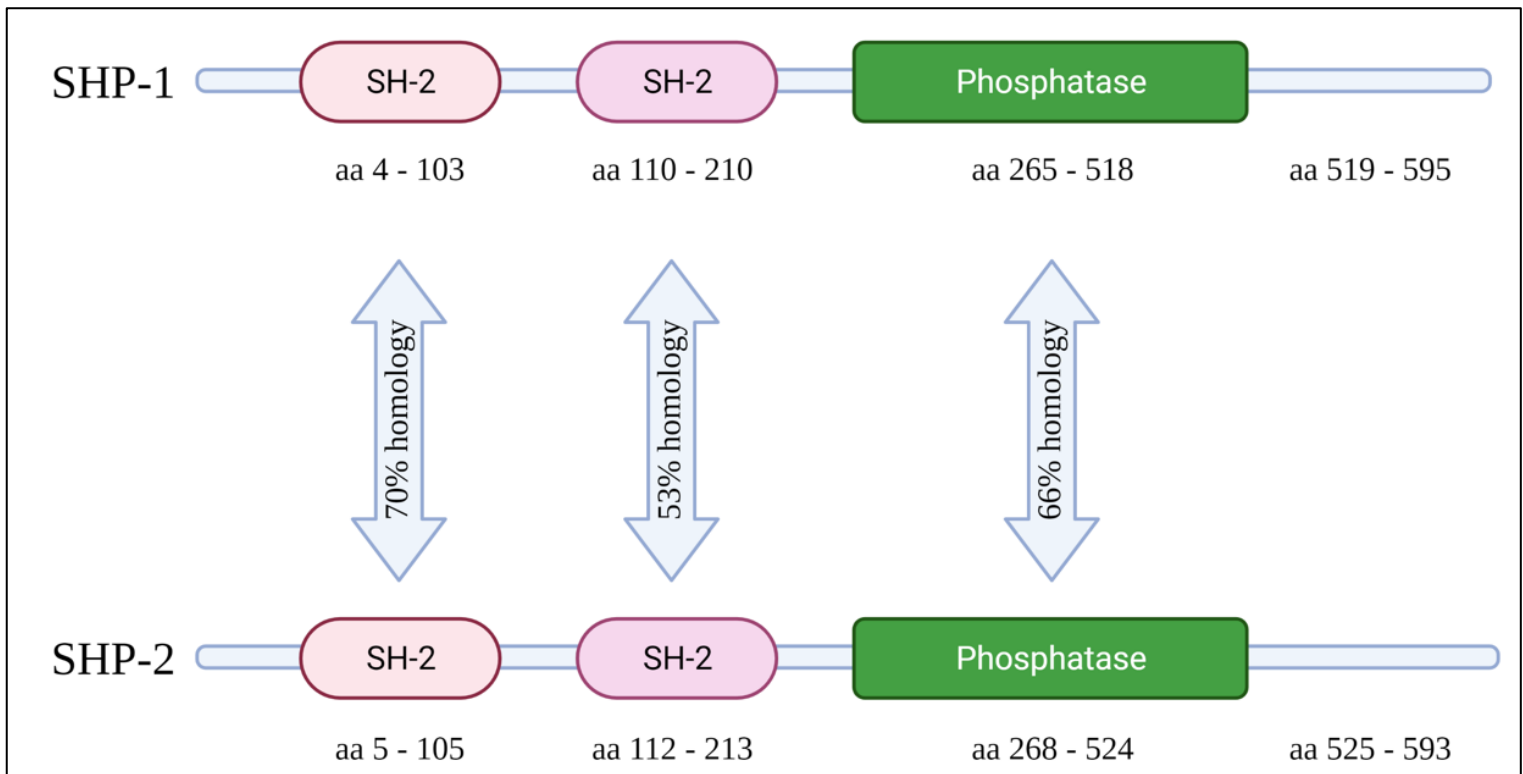 SHP-1
SH-2
SH-2
Phosphatase
aa 4 - 103
aa 110 - 210
aa 265 - 518
aa 519 - 595
70% homology
53% homology
66% homology
SHP-2
SH-2
SH-2
Phosphatase
aa 5 - 105
aa 112 - 213
aa 268 - 524
aa 525 - 593